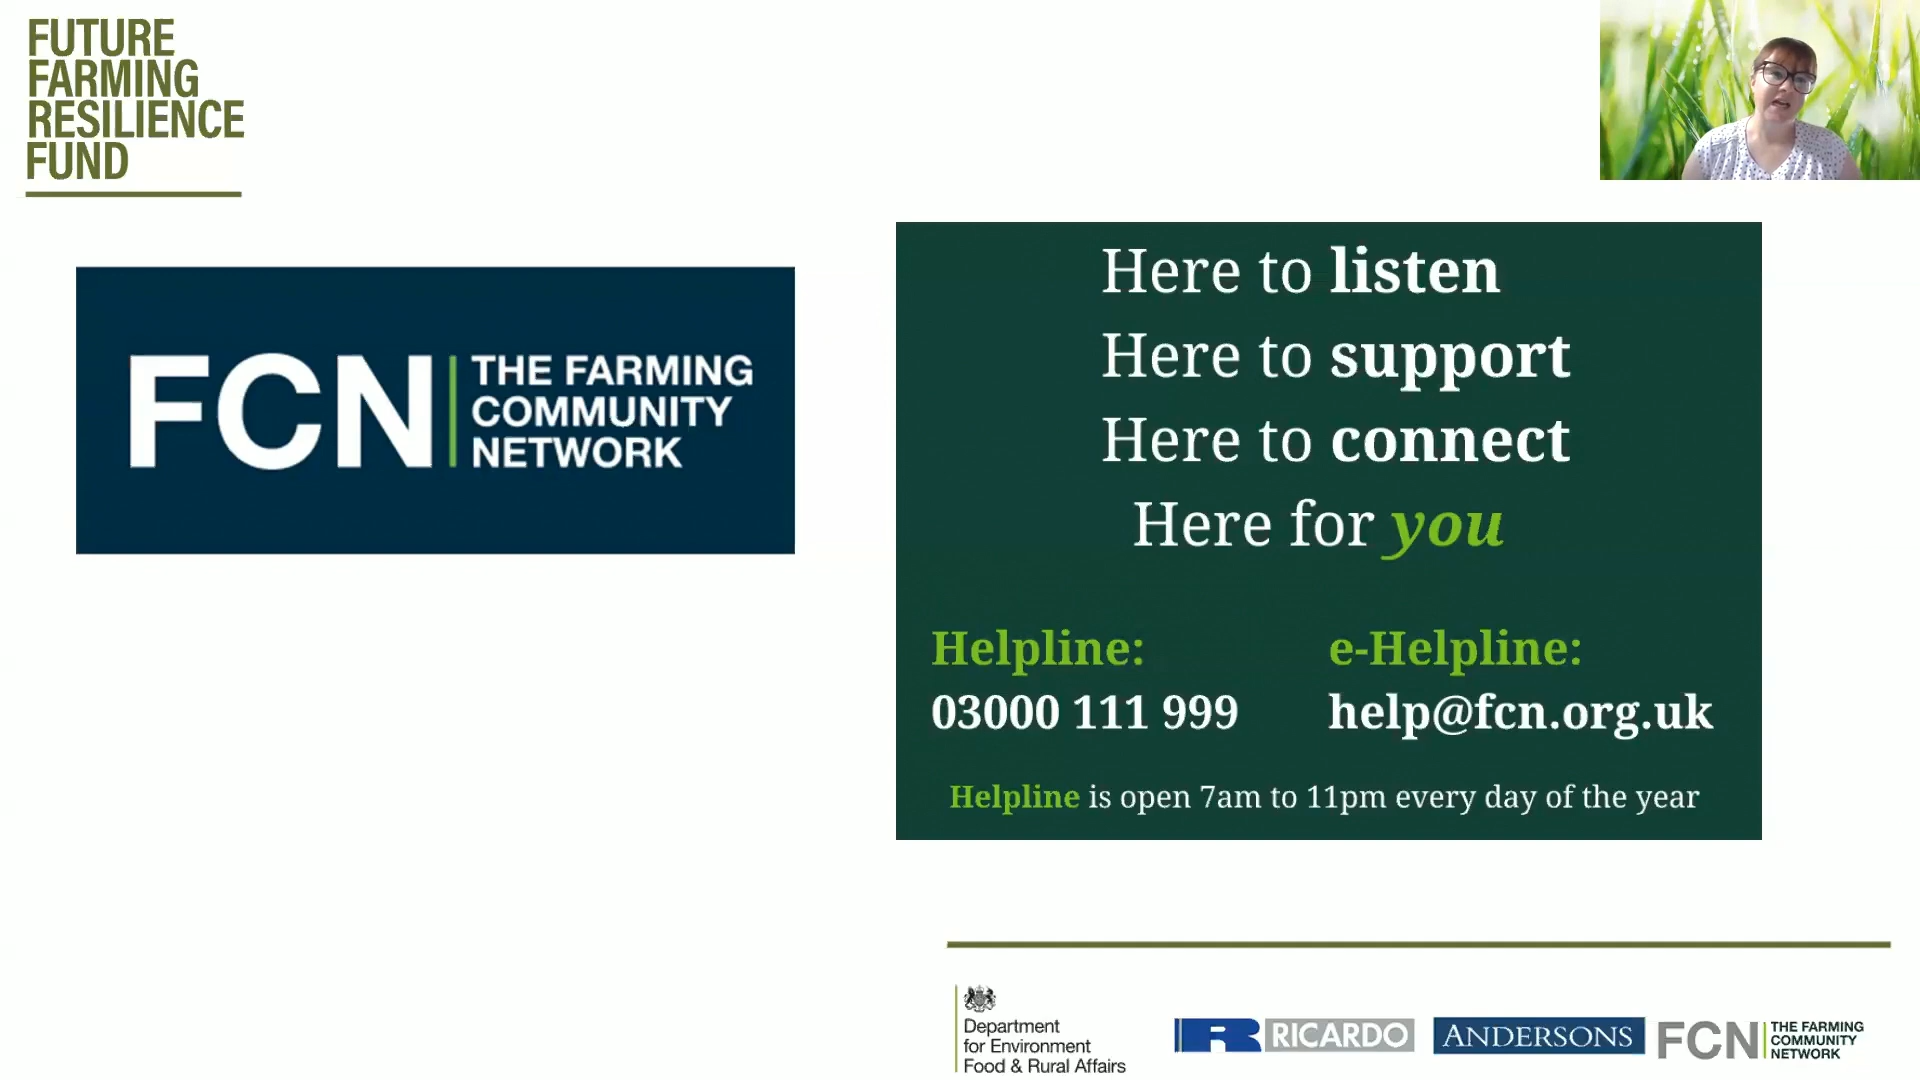 FUTURE
FARMING
RESILIENCE
FUND
FCN
THE FARMING
COMMUNITY
NETWORK
Here to listen
Here to support
Here to connect
Here for you
Helpline:
03000 111 999
e-Helpline:
help@fcn.org.uk
Helpline is open 7am to 11pm every day of the year
Department
for Environment
Food & Rural Affairs
R RICARDO
ANDERSONS
FCN
THE FARMING
COMMUNITY
NETWORK